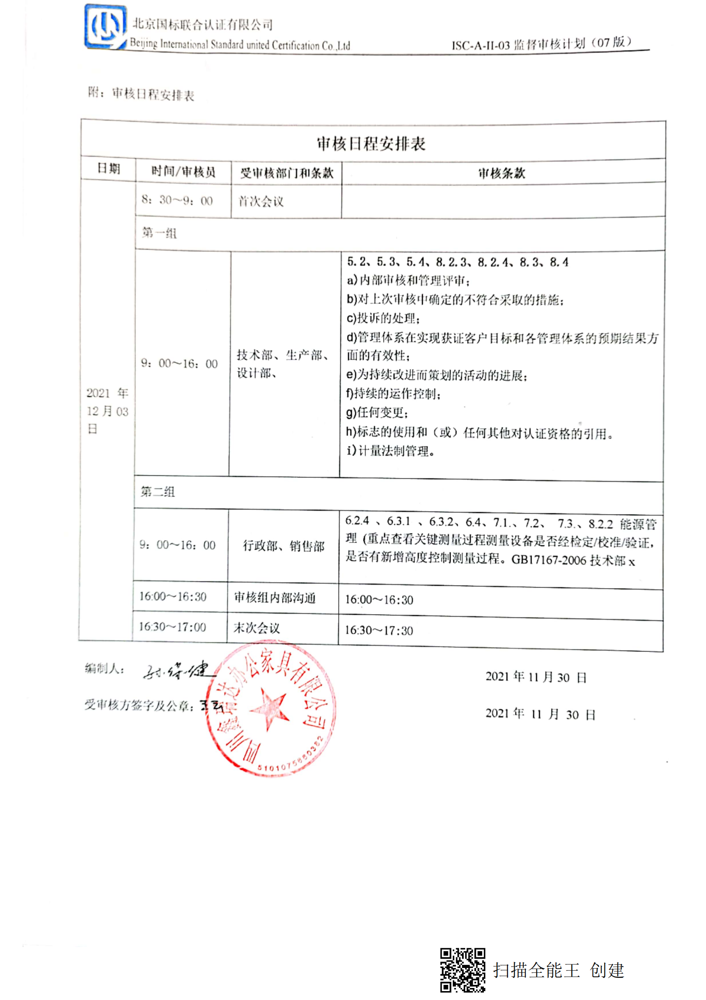 北京国标联合认证有限公司
Beijing International Standard united Certification Co.,Ltd
ISC-A-II-03 监督审核计划（07 版）
附：审核日程安排表
审核日程安排表
日期 时间/审核员 受审核部门和条款 审核条款
2021 年
12 月 03
日
8：30～9：00 首次会议
第一组
9：00～16：00
技术部、生产部、
设计部、
5.2、5.3、5.4、8.2.3、8.2.4、8.3、8.4
a)内部审核和管理评审；
b)对上次审核中确定的不符合采取的措施；
c)投诉的处理；
d)管理体系在实现获证客户目标和各管理体系的预期结果方
面的有效性；
e)为持续改进而策划的活动的进展；
f)持续的运作控制；
g)任何变更；
h)标志的使用和（或）任何其他对认证资格的引用。
i)计量法制管理。
第二组
9：00～16：00
行政部、销售部
6.2.4 、6.3.1 、6.3.2、6.4、7.1.、7.2、 7.3.、8.2.2 能源管
理 (重点查看关键测量过程测量设备是否经检定/校准/验证，
是否有新增高度控制测量过程。GB17167-2006 技术部 x
16:00～16:30 审核组内部沟通 16:00～16:30
16:30～17:00 末次会议 16:30～17:30
编制人：
2021 年 11 月 30 日
受审核方签字及公章：
2021 年 11 月 30 日
四川鑫瑞达办公家具有限公司
扫描全能王 创建